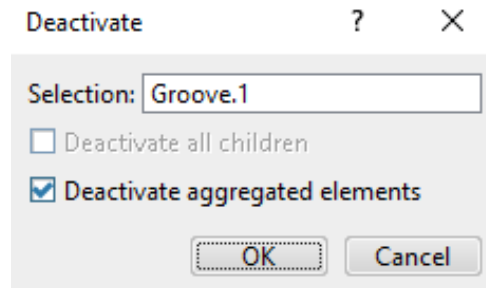 Deactivate ? ×
Selection: Groove.1
Deactivate all children
Deactivate aggregated elements
OK Cancel